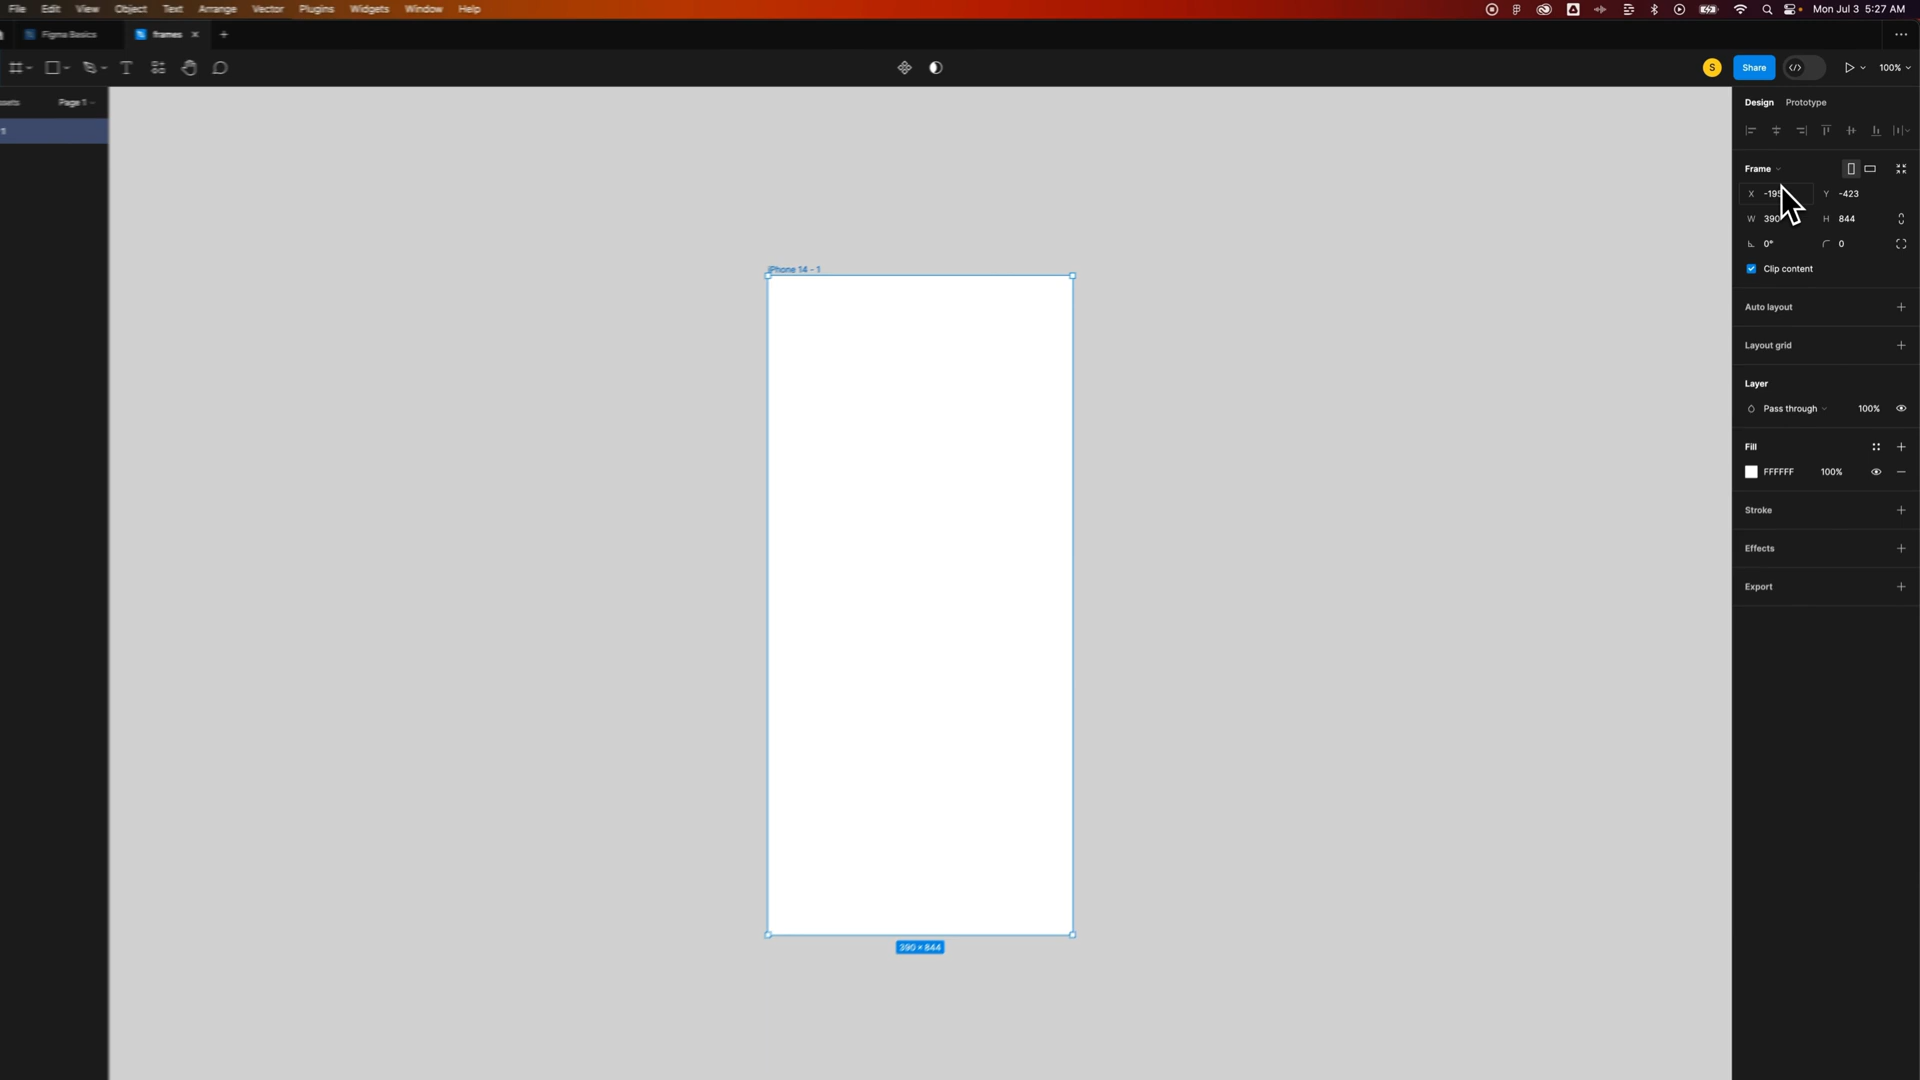 File Edit View Object Text Arrange Vector Plugins Widgets Window Help Mon Jul 3 5:27 AM
Figma Basics frames
S Share 100%
Page 1
Design Prototype
Frame
X Y -423
W 390 H 844
0° 0
Clip content
Auto layout
Layout grid
Layer
Pass through 100%
Fill
FFFFFF 100%
Stroke
Effects
Export
iPhone 14 - 1
390 × 844